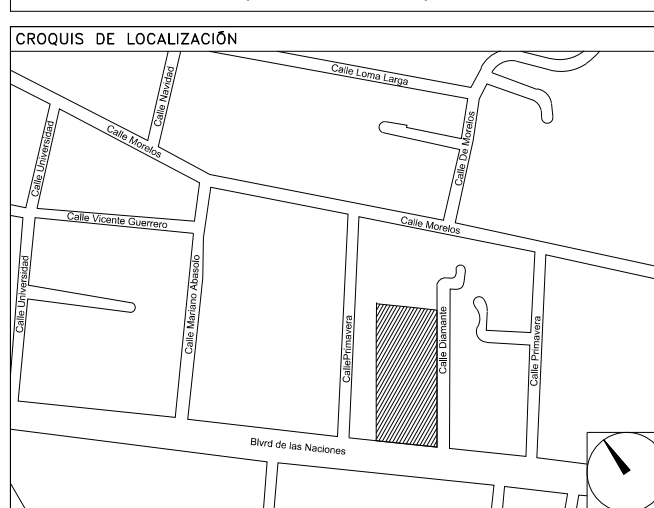 CROQUIS DE LOCALIZACIÓN
Calle Loma Larga
Calle Navidad
Calle Morelos
Calle De Morelos
Calle Universidad
Calle Vicente Guerrero
Calle Morelos
Calle Universidad
Calle Mariano Abasolo
CallePrimavera
Calle Diamante
Calle Primavera
Blvrd de las Naciones